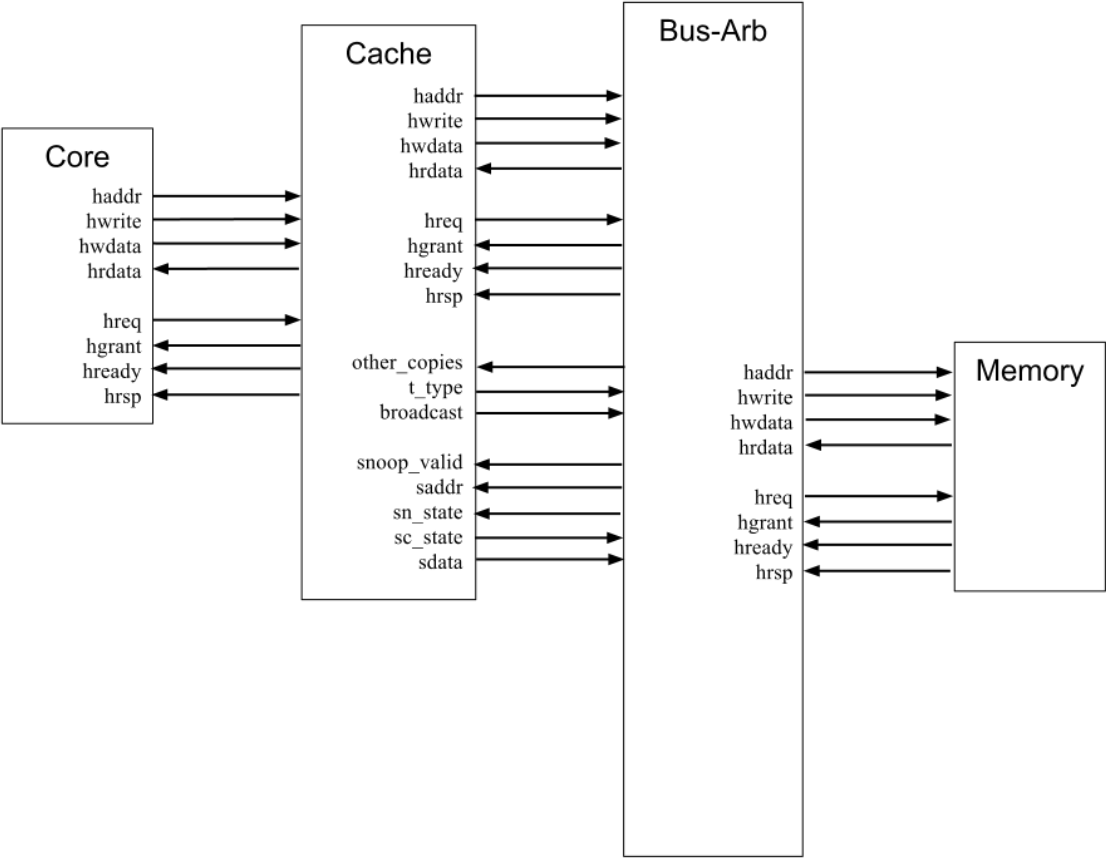 Core
haddr
hwrite
hwdata
hrdata
hreq
hgrant
hready
hrsp
Cache
haddr
hwrite
hwdata
hrdata
hreq
hgrant
hready
hrsp
other_copies
t_type
broadcast
snoop_valid
saddr
sn_state
sc_state
sdata
Bus-Arb
haddr
hwrite
hwdata
hrdata
hreq
hgrant
hready
hrsp
Memory